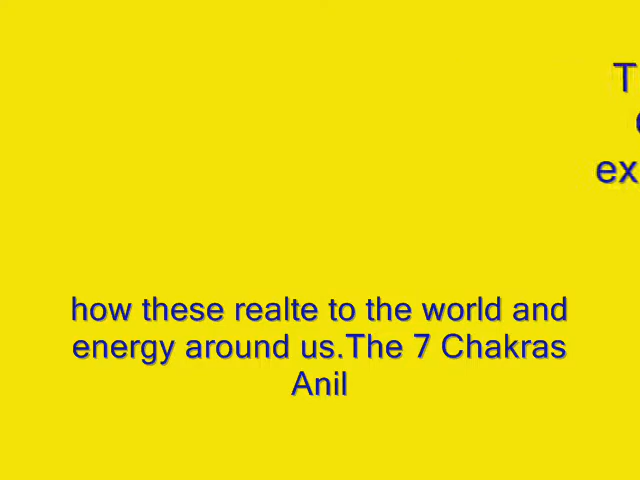 how these realte to the world and
energy around us.The 7 Chakras
Anil